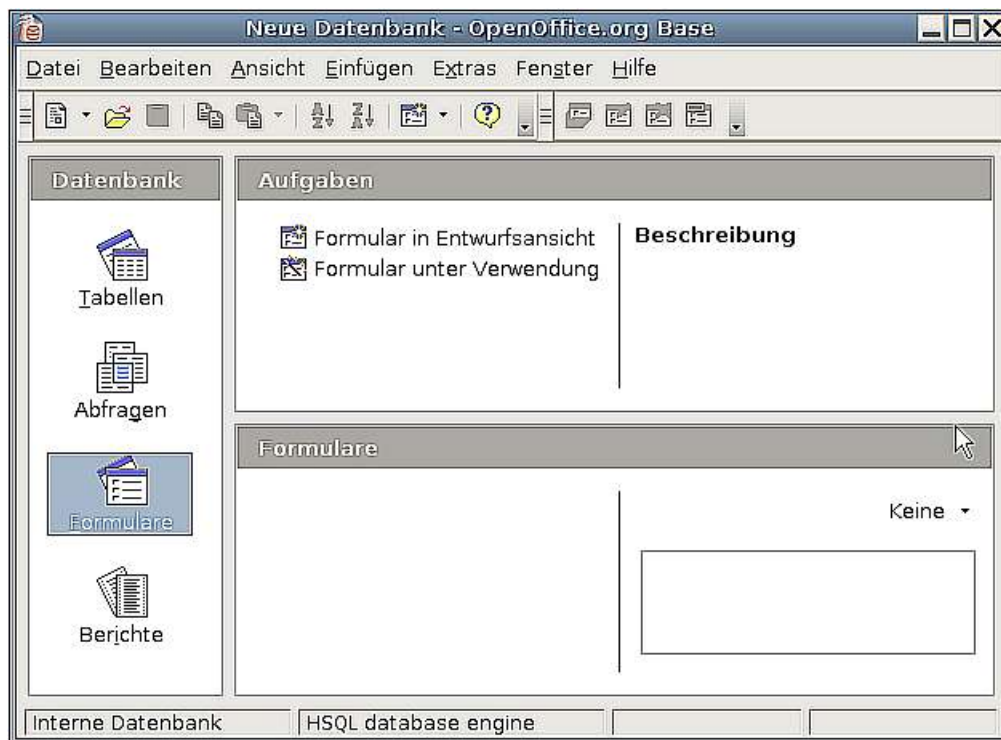 Neue Datenbank - OpenOffice.org Base
Datei Bearbeiten Ansicht Einfügen Extras Fenster Hilfe
Datenbank
Tabellen
Abfragen
Formulare
Berichte
Aufgaben
Formular in Entwurfsansicht
Formular unter Verwendung
Beschreibung
Formulare
Keine
Interne Datenbank
HSQL database engine